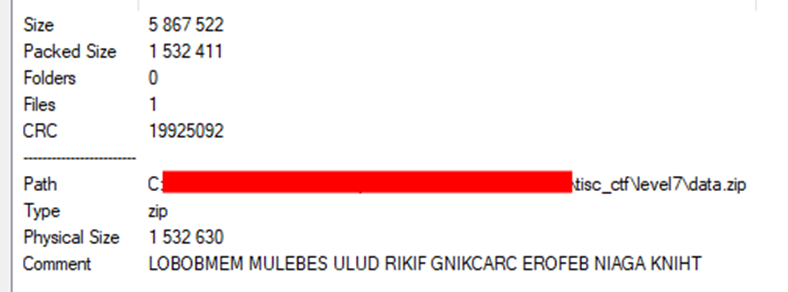 Size 5 867 522
Packed Size 1 532 411
Folders 0
Files 1
CRC 19925092
-------------------------
Path C:\tisc_ctf\level7\data.zip
Type zip
Physical Size 1 532 630
Comment LOBOBMEM MULEBES ULUD RIKIF GNIKCARC EROFEB NIAGA KNIHT